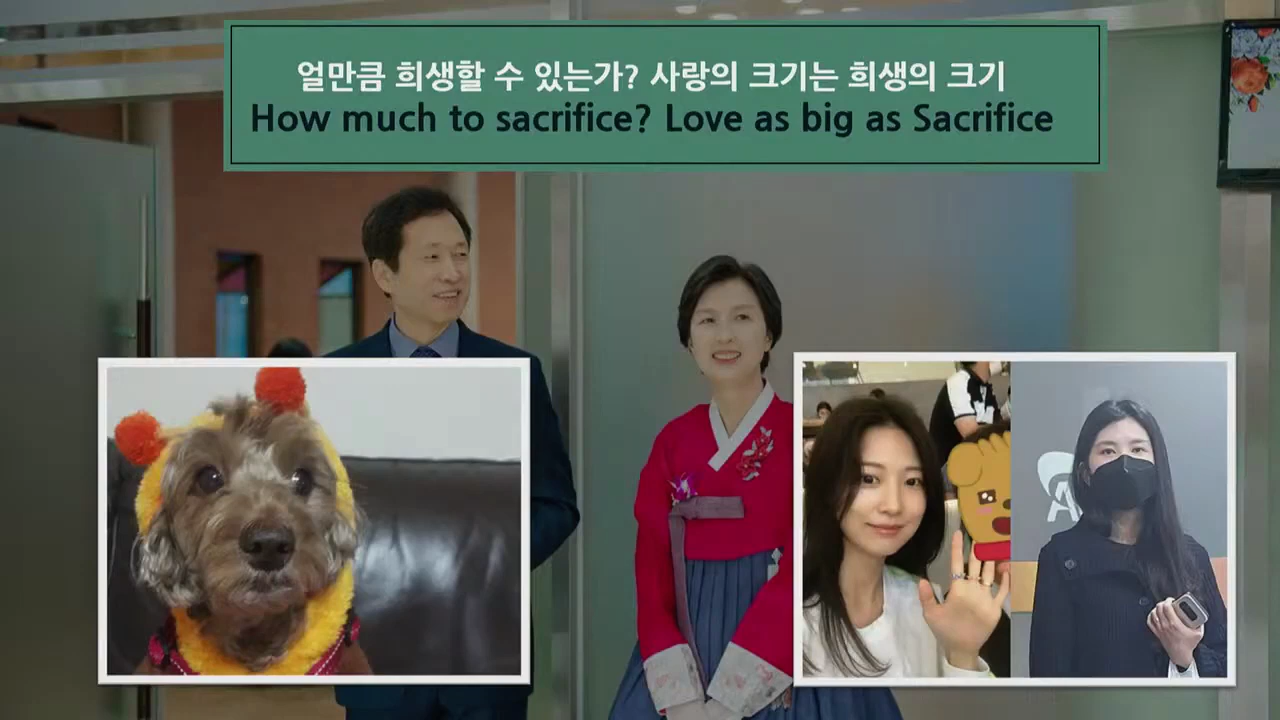 얼만큼 희생할 수 있는가? 사랑의 크기는 희생의 크기
How much to sacrifice? Love as big as Sacrifice
A